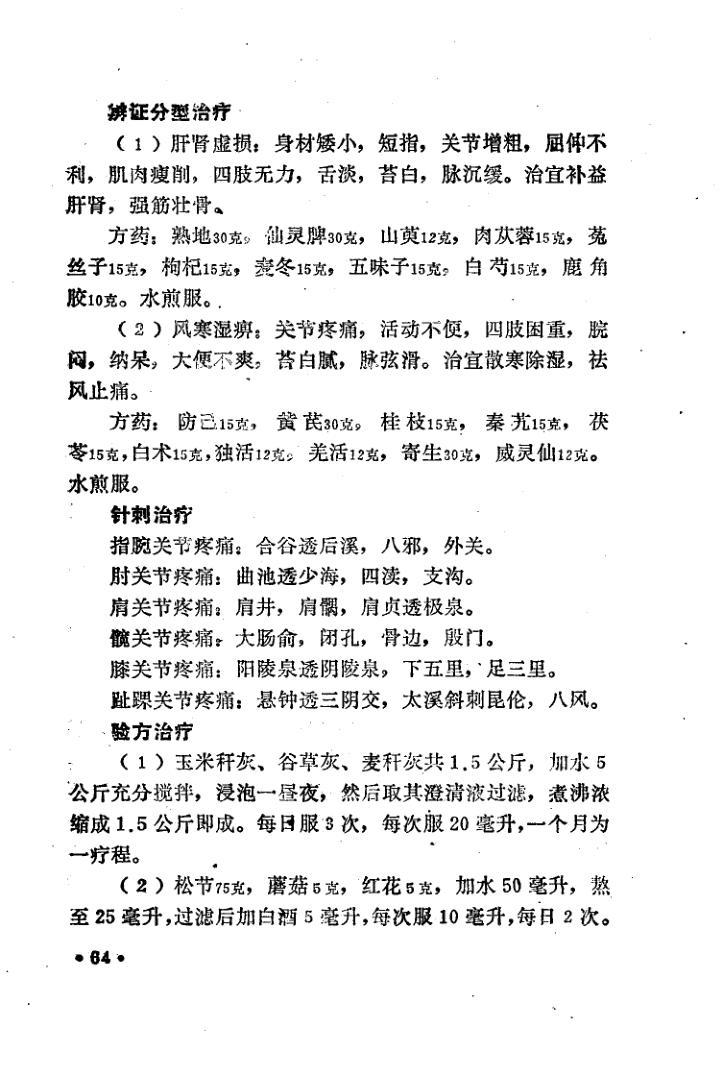 辨证分型治疗
（1）肝肾虚损：身材矮小，短指，关节增粗，屈伸不
利，肌肉瘦削，四肢无力，舌淡，苔白，脉沉缓。治宜补益
肝肾，强筋壮骨。
方药：熟地30克，仙灵脾30克，山萸12克，肉苁蓉15克，菟
丝子15克，枸杞15克，麦冬15克，五味子15克，白芍15克，鹿角
胶10克。水煎服。
（2）风寒湿痹：关节疼痛，活动不便，四肢困重，脘
闷，纳呆，大便不爽，苔白腻，脉弦滑。治宜散寒除湿，祛
风止痛。
方药：防己15克，黄芪30克，桂枝15克，秦艽15克，茯
苓15克，白术15克，独活12克，羌活12克，寄生30克，威灵仙12克。
水煎服。
针刺治疗
指腕关节疼痛：合谷透后溪，八邪，外关。
肘关节疼痛：曲池透少海，四渎，支沟。
肩关节疼痛：肩井，肩髃，肩贞透极泉。
髋关节疼痛：大肠俞，闭孔，骨边，殷门。
膝关节疼痛：阳陵泉透阴陵泉，下五里，足三里。
趾踝关节疼痛：悬钟透三阴交，太溪斜刺昆伦，八风。
验方治疗
（1）玉米秆灰、谷草灰、麦秆灰共1.5公斤，加水5
公斤充分搅拌，浸泡一昼夜，然后取其澄清液过滤，煮沸浓
缩成1.5公斤即成。每日服3次，每次服20毫升，一个月为
一疗程。
（2）松节75克，蘑菇5克，红花5克，加水50毫升，熬
至25毫升，过滤后加白酒5毫升，每次服10毫升，每日2次。
•64•